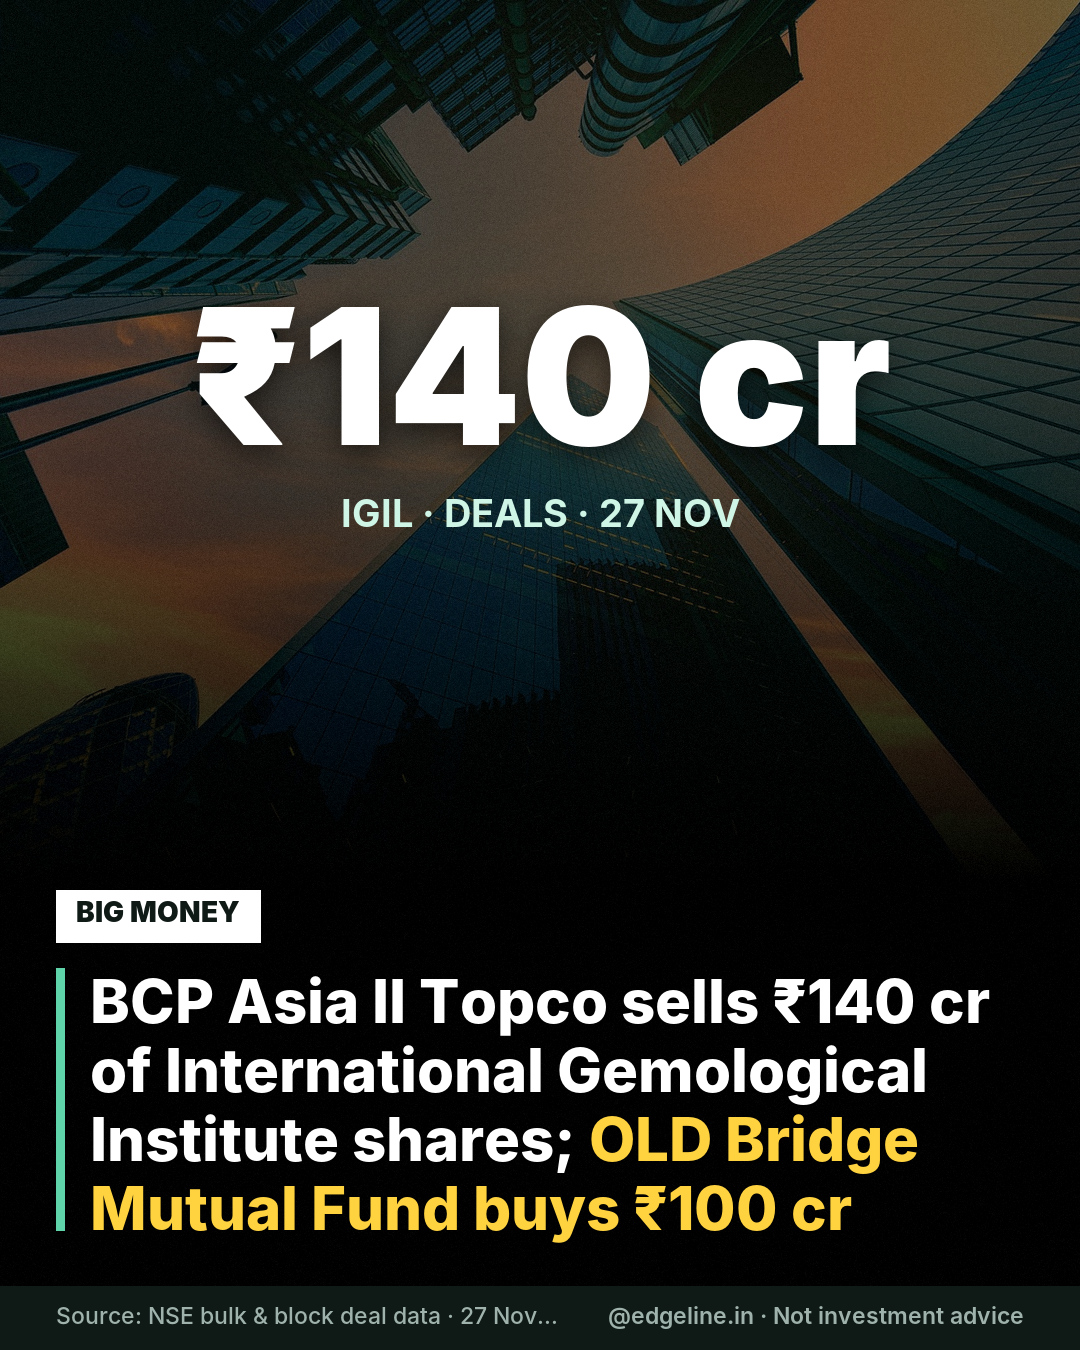 ₹140 cr
IGIL · DEALS · 27 NOV
BIG MONEY
BCP Asia II Topco sells ₹140 cr
of International Gemological
Institute shares; OLD Bridge
Mutual Fund buys ₹100 cr
Source: NSE bulk & block deal data · 27 Nov...
@edgeline.in · Not investment advice